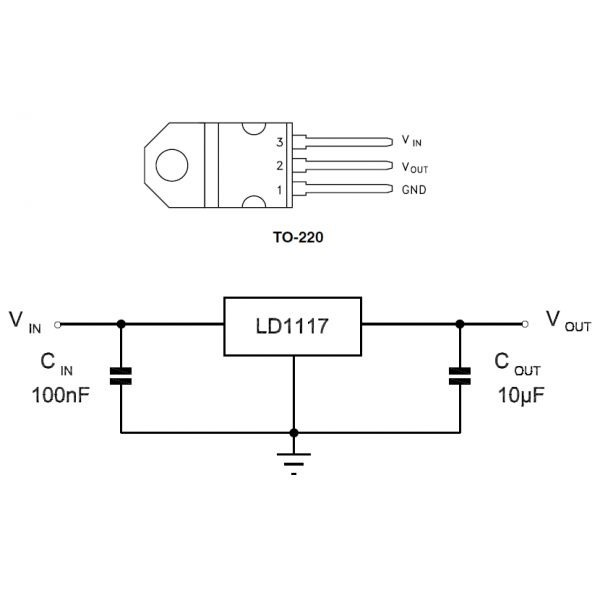 3 V IN
2 V OUT
1 GND
TO-220
V IN LD1117 V OUT
C IN C OUT
100nF 10µF